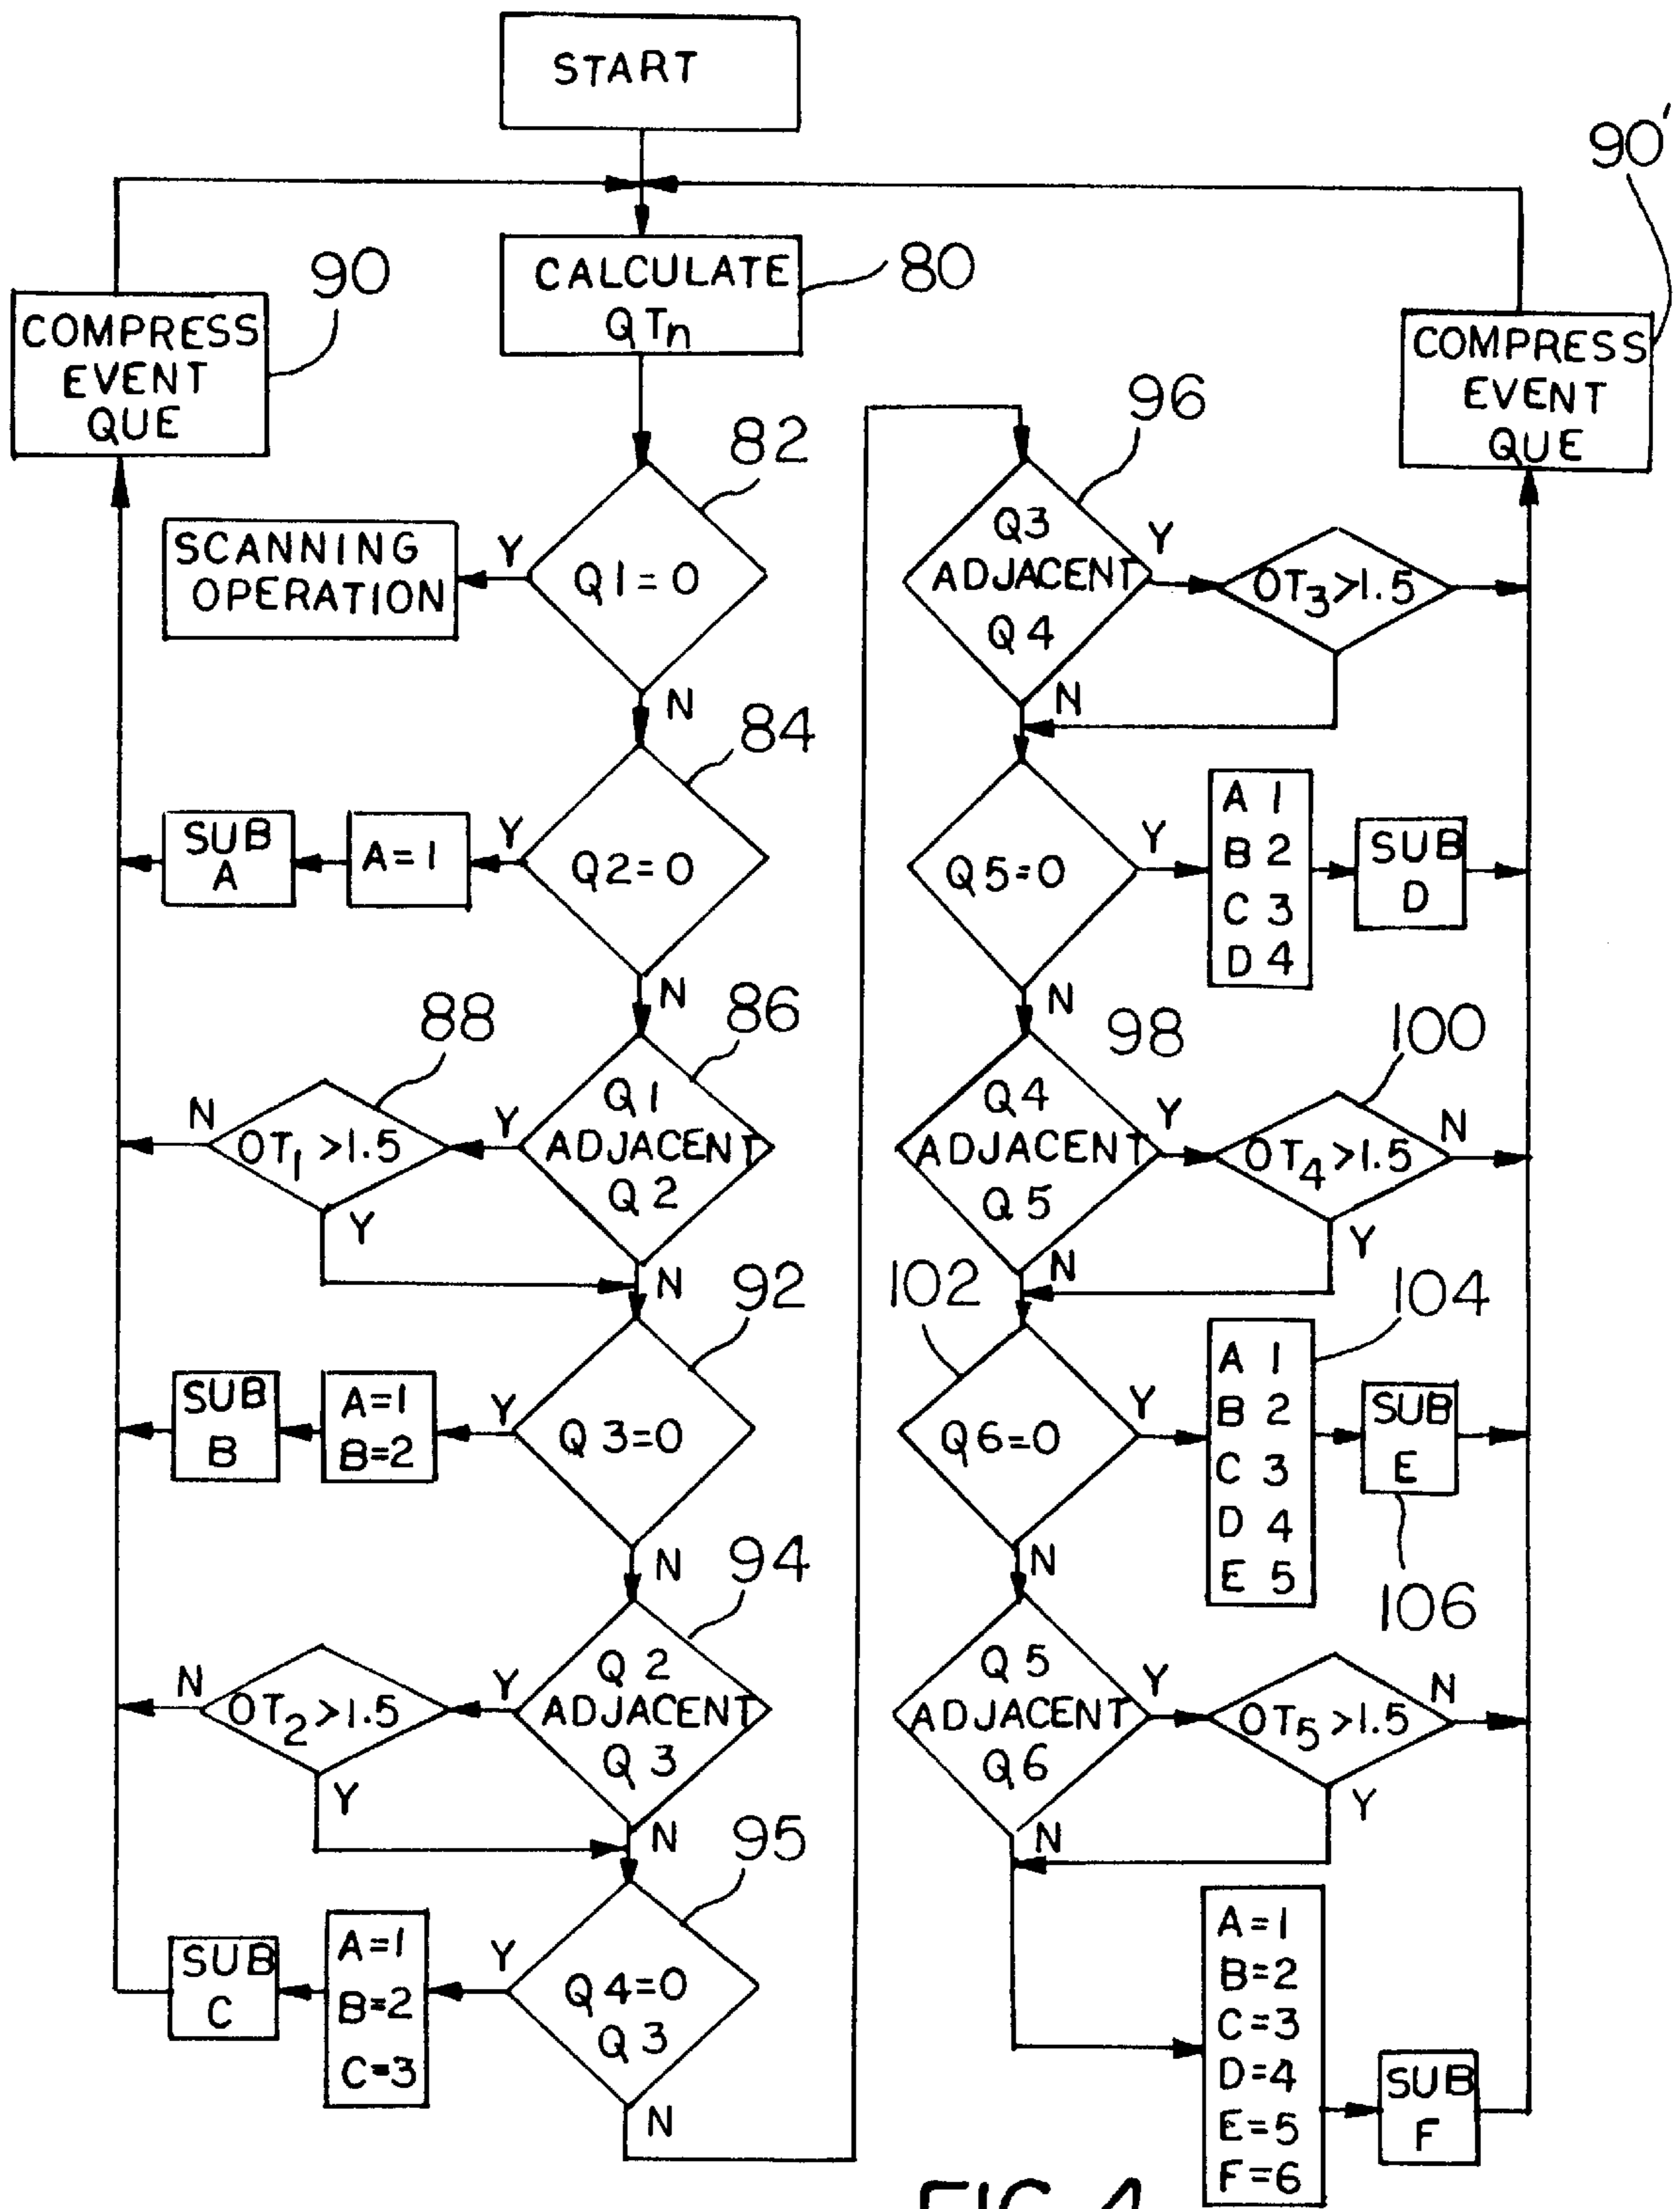 START
90'
CALCULATE
QTn
80
90
COMPRESS
EVENT
QUE
COMPRESS
EVENT
QUE
82
96
SCANNING
OPERATION
Y
Q1=0
N
Q3
ADJACENT
Q4
Y
N
OT3>1.5
84
SUB
A
A=1
Y
Q2=0
N
Q5=0
Y
N
A 1
B 2
C 3
D 4
SUB
D
88
86
N
OT1>1.5
Y
Y
Q1
ADJACENT
Q2
N
98
100
Q4
ADJACENT
Q5
Y
N
OT4>1.5
N
Y
92
102
104
SUB
B
A=1
B=2
Y
Q3=0
N
Q6=0
Y
N
A 1
B 2
C 3
D 4
E 5
SUB
E
106
94
N
OT2>1.5
Y
Y
Q2
ADJACENT
Q3
N
Q5
ADJACENT
Q6
Y
N
OT5>1.5
N
Y
95
SUB
C
A=1
B=2
C=3
Y
Q4=0
Q3
N
A=1
B=2
C=3
D=4
E=5
F=6
SUB
F
FIG. 4